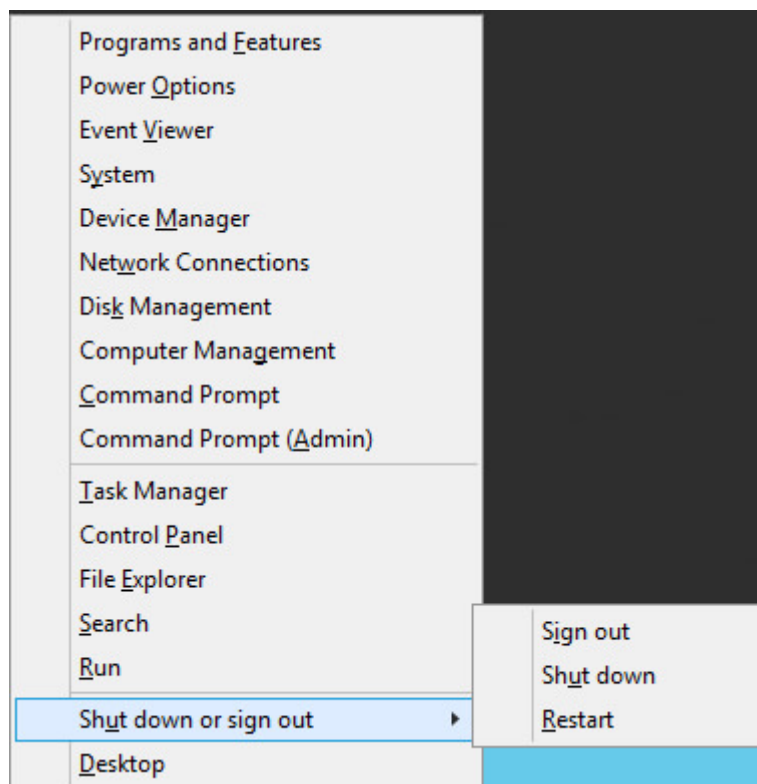 Programs and Features
Power Options
Event Viewer
System
Device Manager
Network Connections
Disk Management
Computer Management
Command Prompt
Command Prompt (Admin)
Task Manager
Control Panel
File Explorer
Search
Run
Shut down or sign out
Desktop
Sign out
Shut down
Restart